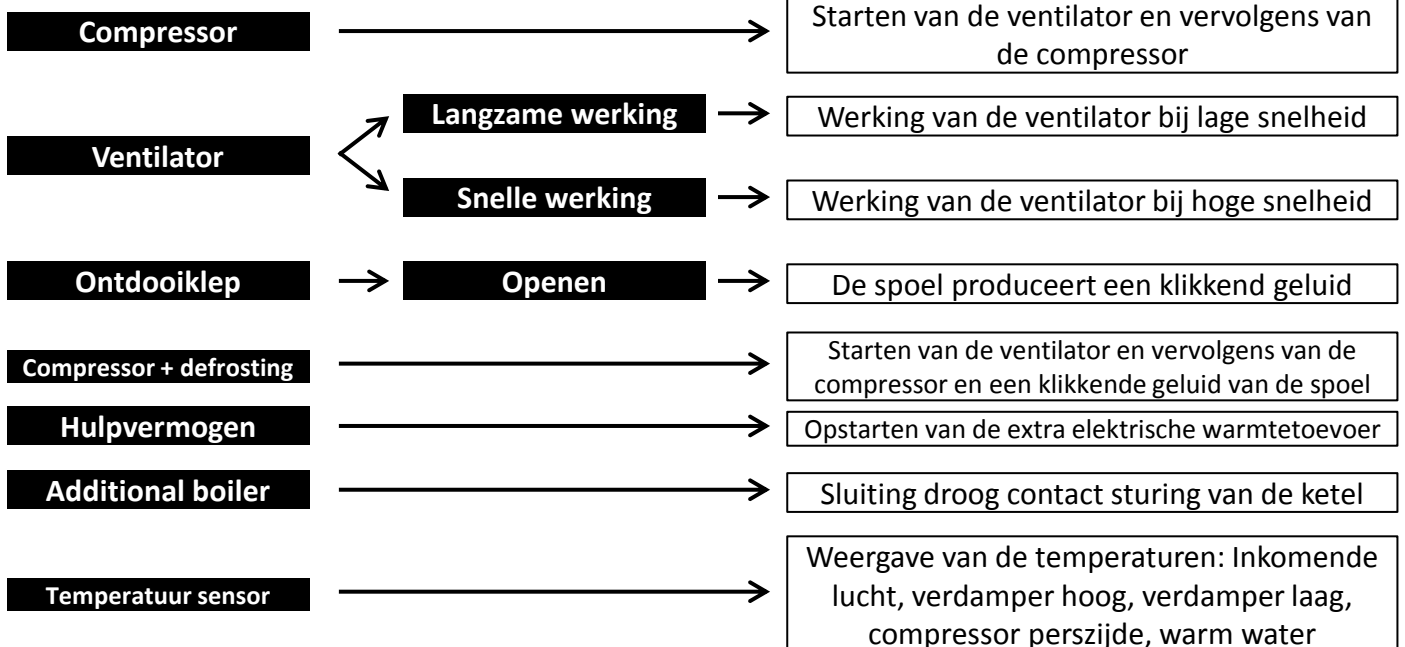 Compressor
Starten van de ventilator en vervolgens van
de compressor
Ventilator
Langzame werking
Werking van de ventilator bij lage snelheid
Snelle werking
Werking van de ventilator bij hoge snelheid
Ontdooiklep
Openen
De spoel produceert een klikkend geluid
Compressor + defrosting
Starten van de ventilator en vervolgens van de
compressor en een klikkende geluid van de spoel
Hulpvermogen
Opstarten van de extra elektrische warmtetoevoer
Additional boiler
Sluiting droog contact sturing van de ketel
Temperatuur sensor
Weergave van de temperaturen: Inkomende
lucht, verdamper hoog, verdamper laag,
compressor perszijde, warm water